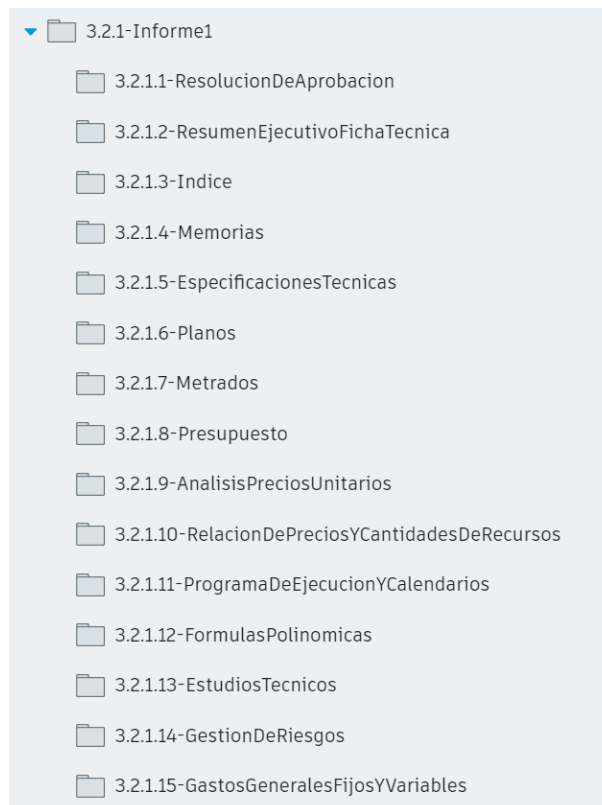 3.2.1-Informe1
3.2.1.1-ResolucionDeAprobacion
3.2.1.2-ResumenEjecutivoFichaTecnica
3.2.1.3-Indice
3.2.1.4-Memorias
3.2.1.5-EspecificacionesTecnicas
3.2.1.6-Planos
3.2.1.7-Metrados
3.2.1.8-Presupuesto
3.2.1.9-AnalisisPreciosUnitarios
3.2.1.10-RelacionDePreciosYCantidadesDeRecursos
3.2.1.11-ProgramaDeEjecucionYCalendarios
3.2.1.12-FormulasPolinomicas
3.2.1.13-EstudiosTecnicos
3.2.1.14-GestionDeRiesgos
3.2.1.15-GastosGeneralesFijosYVariables